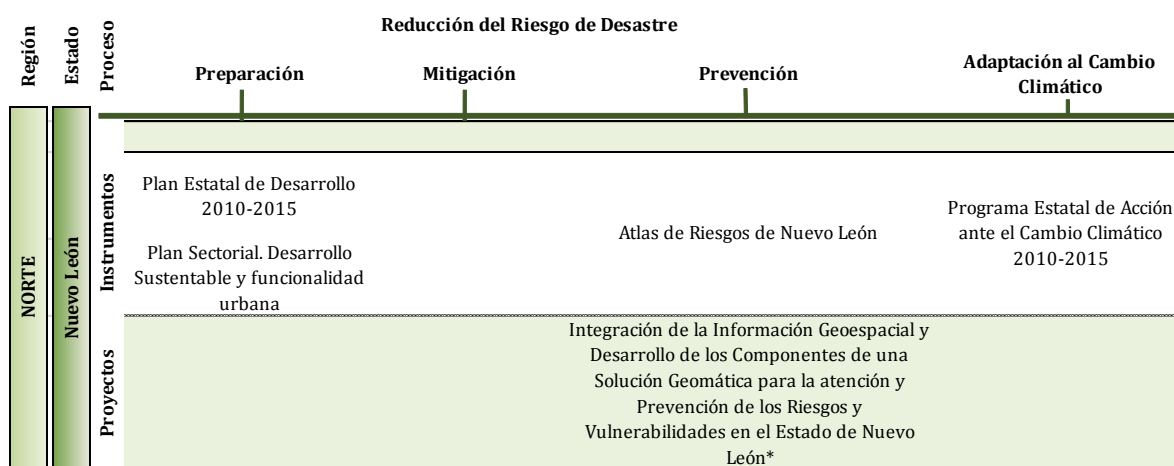 Reducción del Riesgo de Desastre
Región
Estado
Proceso
Preparación
Mitigación
Prevención
Adaptación al Cambio
Climático
NORTE
Nuevo León
Instrumentos
Plan Estatal de Desarrollo
2010-2015
Plan Sectorial. Desarrollo
Sustentable y funcionalidad
urbana
Atlas de Riesgos de Nuevo León
Programa Estatal de Acción
ante el Cambio Climático
2010-2015
Proyectos
Integración de la Información Geoespacial y
Desarrollo de los Componentes de una
Solución Geomática para la atención y
Prevención de los Riesgos y
Vulnerabilidades en el Estado de Nuevo
León*